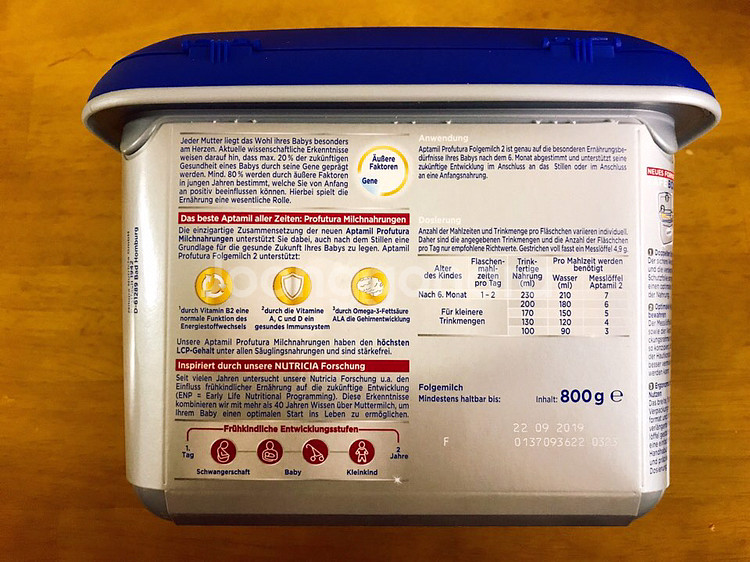 Jeder Mutter liegt das Wohl ihres Babys besonders
am Herzen. Aktuelle wissenschaftliche Erkenntnisse
weisen darauf hin, dass max. 20 % der zukünftigen
Gesundheit eines Babys durch seine Gene geprägt
werden. Mind. 80 % werden durch äußere Faktoren
in jungen Jahren bestimmt, welche Sie von Anfang
an positiv beeinflussen können. Hierbei spielt die
Ernährung eine wesentliche Rolle.
Äußere
Faktoren
Gene
Das beste Aptamil aller Zeiten: Profutura Milchnahrungen
Die einzigartige Zusammensetzung der neuen Aptamil Profutura
Milchnahrungen unterstützt Sie dabei, auch nach dem Stillen eine
Grundlage für die gesunde Zukunft Ihres Babys zu legen. Aptamil
Profutura Folgemilch 2 unterstützt:
¹durch Vitamin B2 eine
normale Funktion des
Energiestoffwechsels
²durch die Vitamine
A, C und D ein
gesundes Immunsystem
³durch Omega-3-Fettsäure
ALA die Gehirnentwicklung
Unsere Aptamil Profutura Milchnahrungen haben den höchsten
LCP-Gehalt unter allen Säuglingsnahrungen und sind stärkefrei.
Inspiriert durch unsere NUTRICIA Forschung
Seit vielen Jahren untersucht unsere Nutricia Forschung u.a. den
Einfluss frühkindlicher Ernährung auf die zukünftige Entwicklung
(ENP = Early Life Nutritional Programming). Diese Erkenntnisse
kombinieren wir mit mehr als 40 Jahren Wissen über Muttermilch, um
Ihrem Baby einen optimalen Start ins Leben zu ermöglichen.
Frühkindliche Entwicklungsstufen
1. Tag
2 Jahre
Schwangerschaft Baby Kleinkind
Anwendung
Aptamil Profutura Folgemilch 2 ist genau auf die besonderen Ernährungsbe-
dürfnisse Ihres Babys nach dem 6. Monat abgestimmt und unterstützt seine
zukünftige Entwicklung im Anschluss an das Stillen oder im Anschluss
an eine Anfangsnahrung.
Dosierung
Anzahl der Mahlzeiten und Trinkmenge pro Fläschchen variieren individuell.
Daher sind die angegebenen Trinkmengen und die Anzahl der Fläschchen
pro Tag nur empfohlene Richtwerte. Gestrichen voll fasst ein Messlöffel 4,9 g.
Alter des Kindes Flaschen-mahl-zeiten pro Tag Trink-fertige Nahrung (ml) Pro Mahlzeit werden benötigt Wasser (ml) Messlöffel Aptamil 2
Nach 6. Monat 1 - 2 230 210 7
200 180 6
Für kleinere Trinkmengen 170 150 5
130 120 4
100 90 3
Folgemilch
Mindestens haltbar bis:
Inhalt: 800 g e
22 09 2019
F 0137093622
D-61289 Bad Homburg